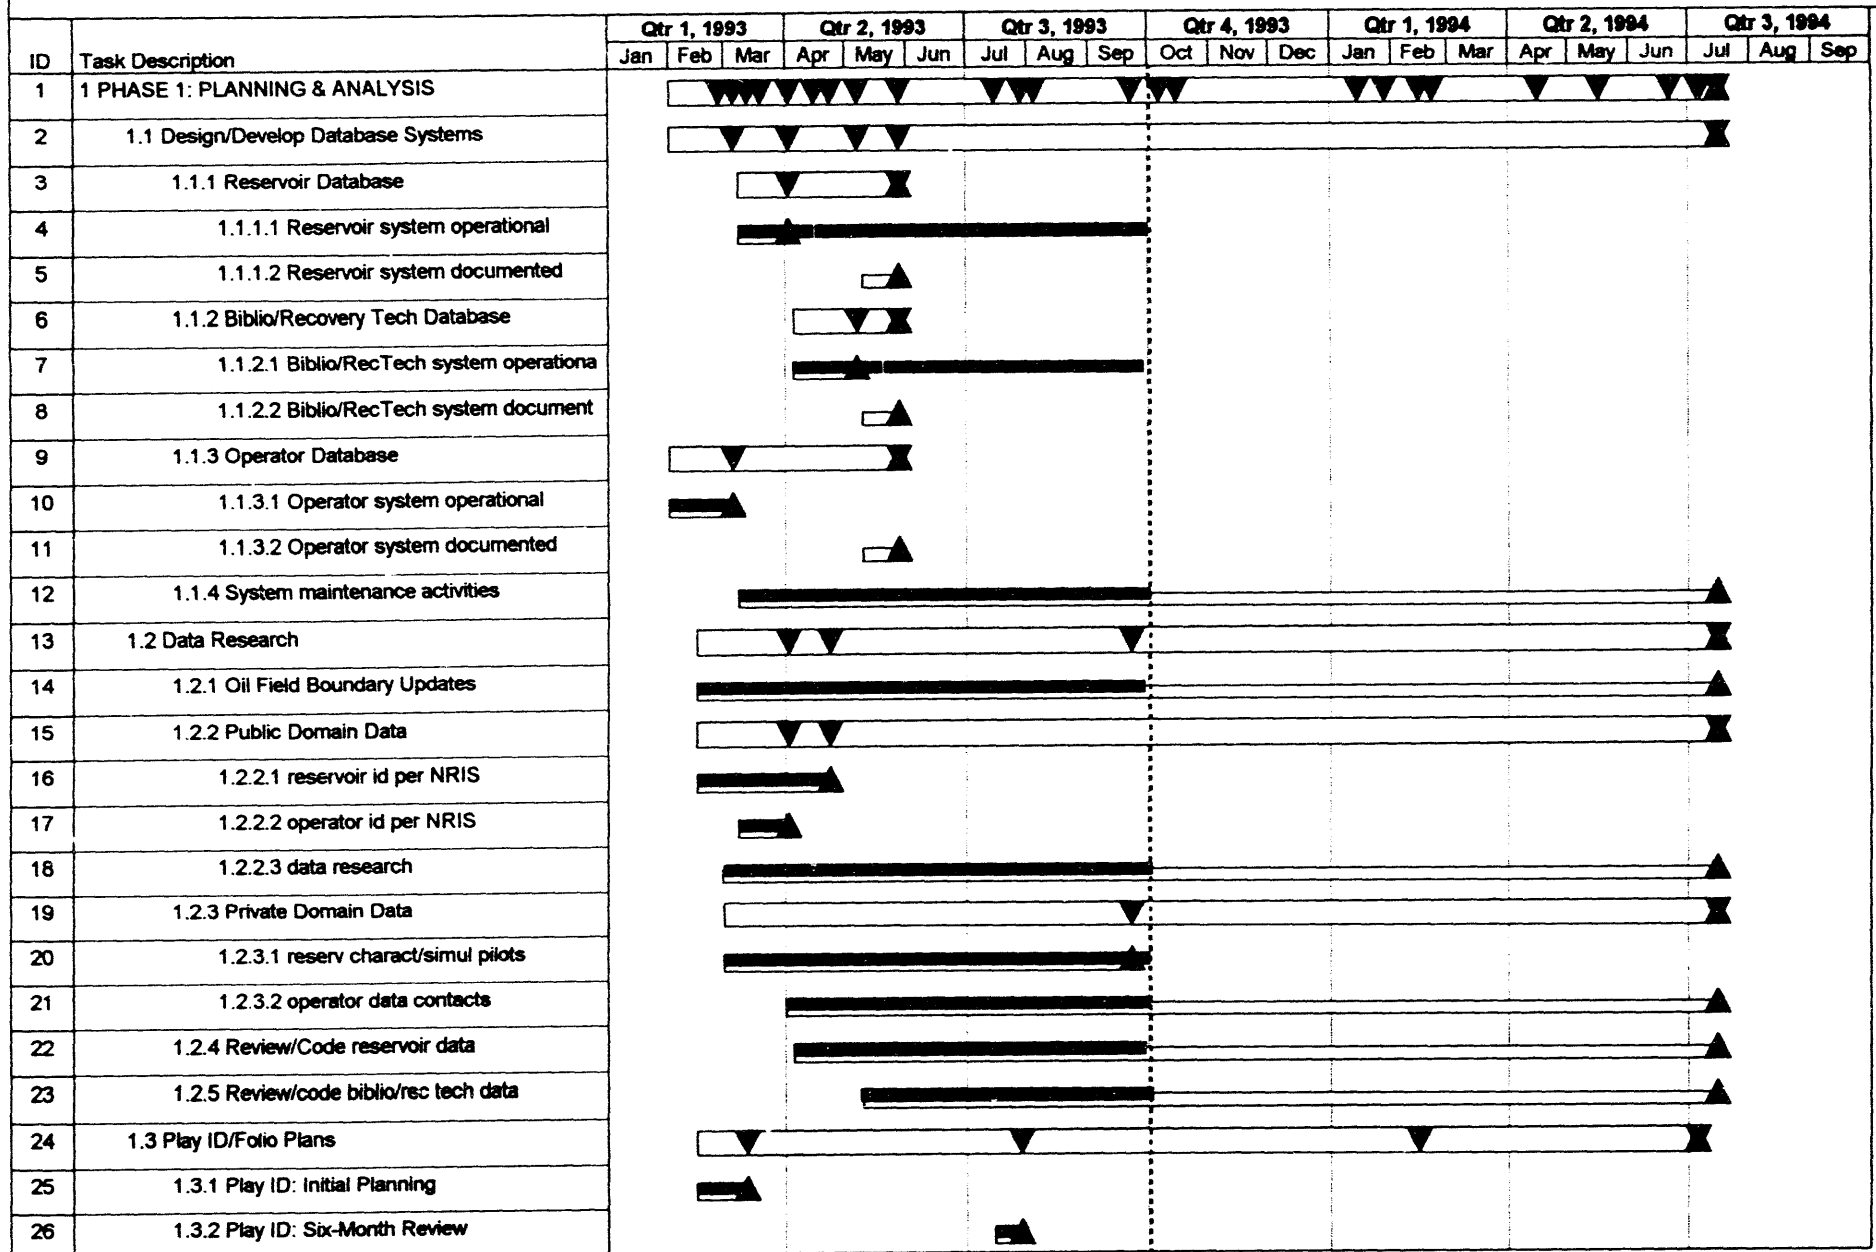 Qtr 1, 1993 Qtr 2, 1993 Qtr 3, 1993 Qtr 4, 1993 Qtr 1, 1994 Qtr 2, 1994 Qtr 3, 1994
ID Task Description Jan Feb Mar Apr May Jun Jul Aug Sep Oct Nov Dec Jan Feb Mar Apr May Jun Jul Aug Sep
1 1 PHASE 1: PLANNING & ANALYSIS
2 1.1 Design/Develop Database Systems
3 1.1.1 Reservoir Database
4 1.1.1.1 Reservoir system operational
5 1.1.1.2 Reservoir system documented
6 1.1.2 Biblio/Recovery Tech Database
7 1.1.2.1 Biblio/RecTech system operationa
8 1.1.2.2 Biblio/RecTech system document
9 1.1.3 Operator Database
10 1.1.3.1 Operator system operational
11 1.1.3.2 Operator system documented
12 1.1.4 System maintenance activities
13 1.2 Data Research
14 1.2.1 Oil Field Boundary Updates
15 1.2.2 Public Domain Data
16 1.2.2.1 reservoir id per NRIS
17 1.2.2.2 operator id per NRIS
18 1.2.2.3 data research
19 1.2.3 Private Domain Data
20 1.2.3.1 reserv charact/simul pilots
21 1.2.3.2 operator data contacts
22 1.2.4 Review/Code reservoir data
23 1.2.5 Review/code biblio/rec tech data
24 1.3 Play ID/Folio Plans
25 1.3.1 Play ID: Initial Planning
26 1.3.2 Play ID: Six-Month Review